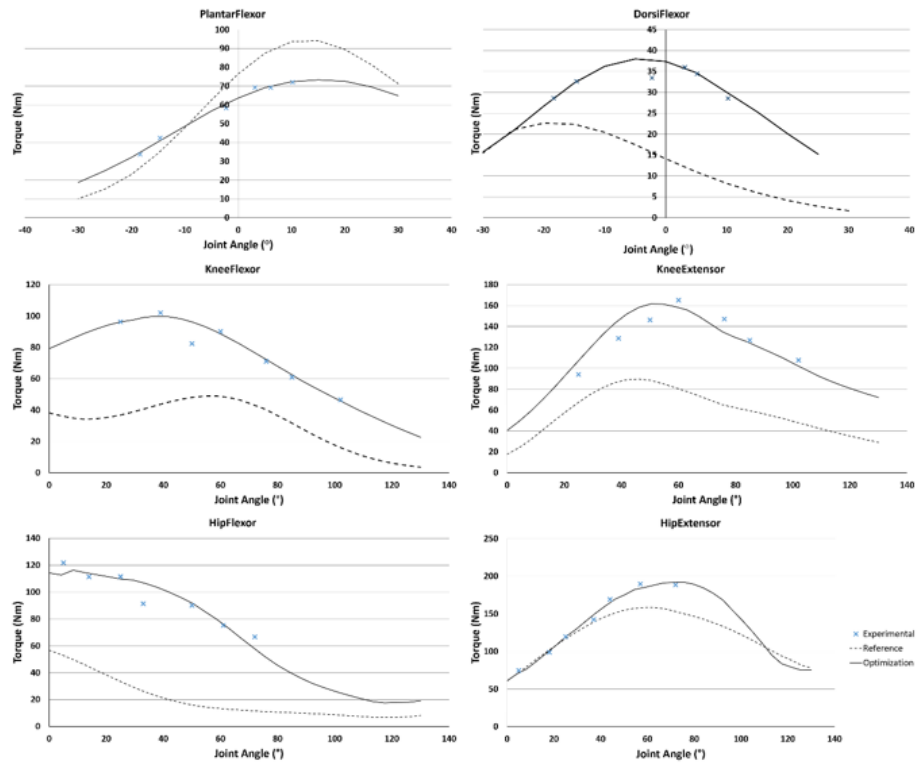 PlantarFlexor
100
90
80
70
60
50
40
30
20
10
0
-40 -30 -20 -10 0 10 20 30 40
Torque (Nm)
Joint Angle (°)
DorsiFlexor
45
40
35
30
25
20
15
10
5
0
-30 -20 -10 0 10 20 30 40
Torque (Nm)
Joint Angle (°)
KneeFlexor
120
100
80
60
40
20
0
0 20 40 60 80 100 120 140
Torque (Nm)
Joint Angle (°)
KneeExtensor
180
160
140
120
100
80
60
40
20
0
0 20 40 60 80 100 120 140
Torque (Nm)
Joint Angle (°)
HipFlexor
140
120
100
80
60
40
20
0
0 20 40 60 80 100 120 140
Torque (Nm)
Joint Angle (°)
HipExtensor
250
200
150
100
50
0
0 20 40 60 80 100 120 140
Torque (Nm)
Joint Angle (°)
Experimental
Reference
Optimization